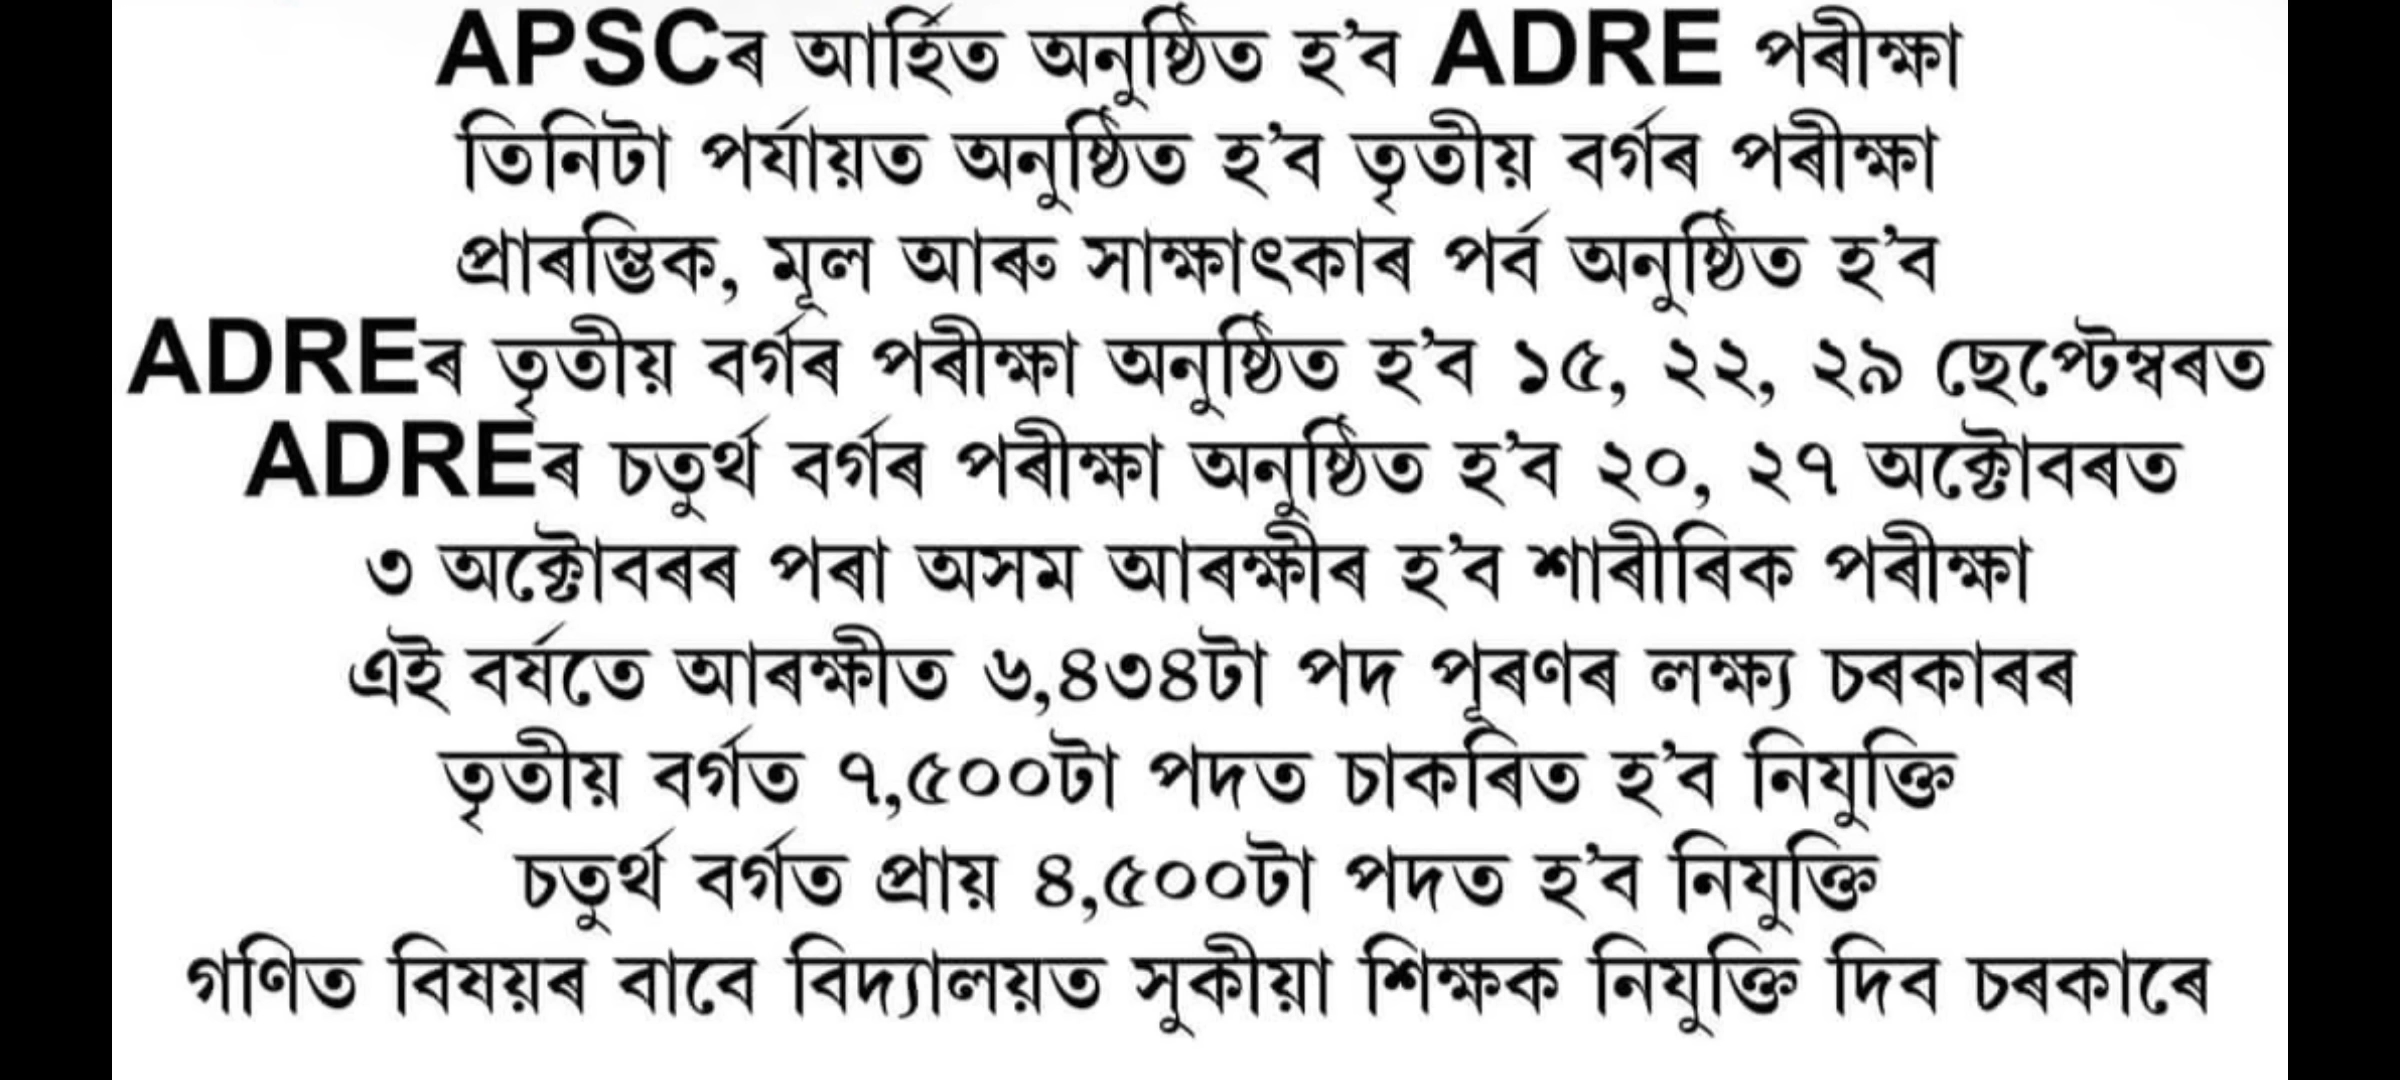 APSCৰ আৰ্হিত অনুষ্ঠিত হ’ব ADRE পৰীক্ষা
তিনিটা পৰ্যায়ত অনুষ্ঠিত হ’ব তৃতীয় বৰ্গৰ পৰীক্ষা
প্ৰাৰম্ভিক, মূল আৰু সাক্ষাৎকাৰ পৰ্ব অনুষ্ঠিত হ’ব
ADREৰ তৃতীয় বৰ্গৰ পৰীক্ষা অনুষ্ঠিত হ’ব ১৫, ২২, ২৯ ছেপ্টেম্বৰত
ADREৰ চতুৰ্থ বৰ্গৰ পৰীক্ষা অনুষ্ঠিত হ’ব ২০, ২৭ অক্টোবৰত
৩ অক্টোবৰৰ পৰা অসম আৰক্ষীৰ হ’ব শাৰীৰিক পৰীক্ষা
এই বৰ্ষতে আৰক্ষীত ৬,৪৩৪টা পদ পূৰণৰ লক্ষ্য চৰকাৰৰ
তৃতীয় বৰ্গত ৭,৫০০টা পদত চাকৰিত হ’ব নিযুক্তি
চতুৰ্থ বৰ্গত প্ৰায় ৪,৫০০টা পদত হ’ব নিযুক্তি
গণিত বিষয়ৰ বাবে বিদ্যালয়ত সুকীয়া শিক্ষক নিযুক্তি দিব চৰকাৰে